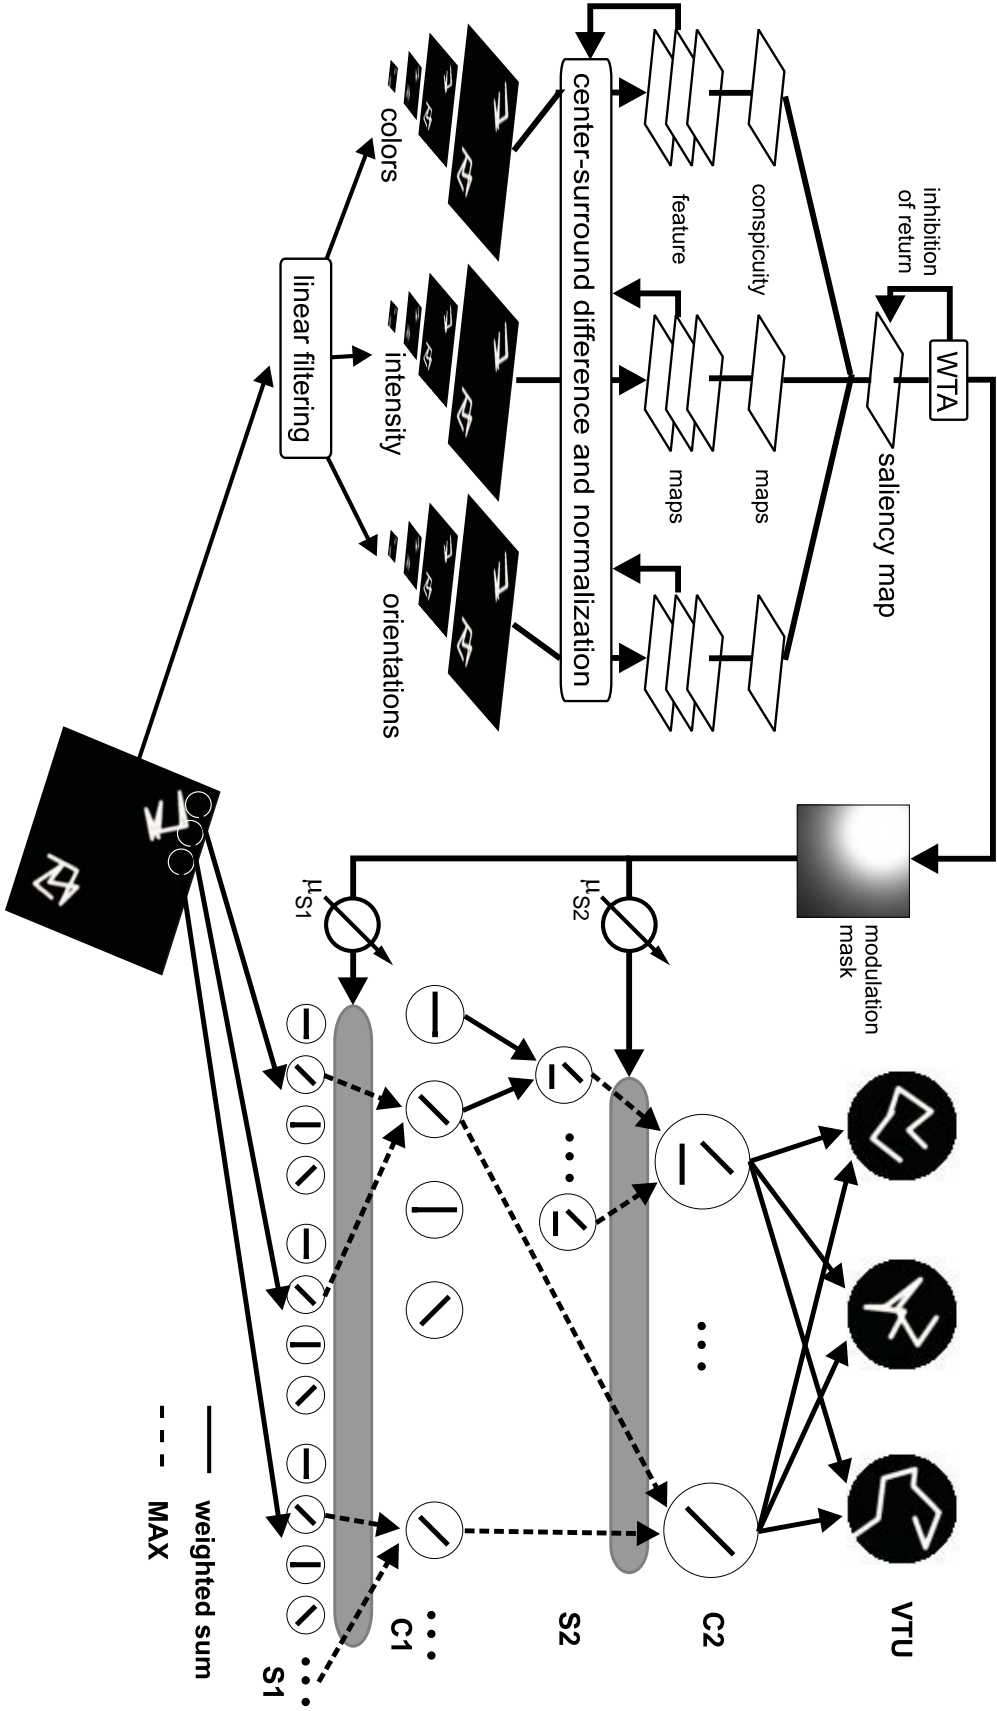 WTA
inhibition
of return
saliency map
conspicuity
maps
feature
maps
center-surround difference and normalization
colors
intensity
orientations
linear filtering
modulation
mask
μS2
μS1
VTU
C2
S2
C1
S1
weighted sum
MAX